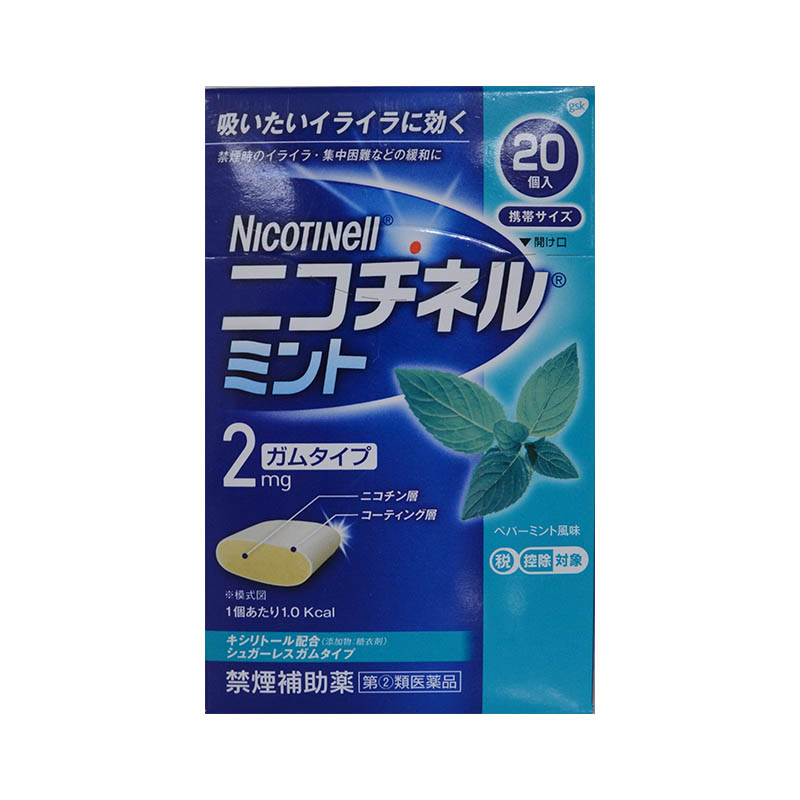 吸いたいイライラに効く
禁煙時のイライラ・集中困難などの緩和に
gsk
20
個入
携帯サイズ
▼開け口
NICOTINELL®
ニコチネル®
ミント
2mg
ガムタイプ
ニコチン層
コーティング層
※模式図
1個あたり1.0 Kcal
ペパーミント風味
税 控除 対象
キシリトール配合(添加物:糖衣剤)
シュガーレスガムタイプ
禁煙補助薬 第②類医薬品